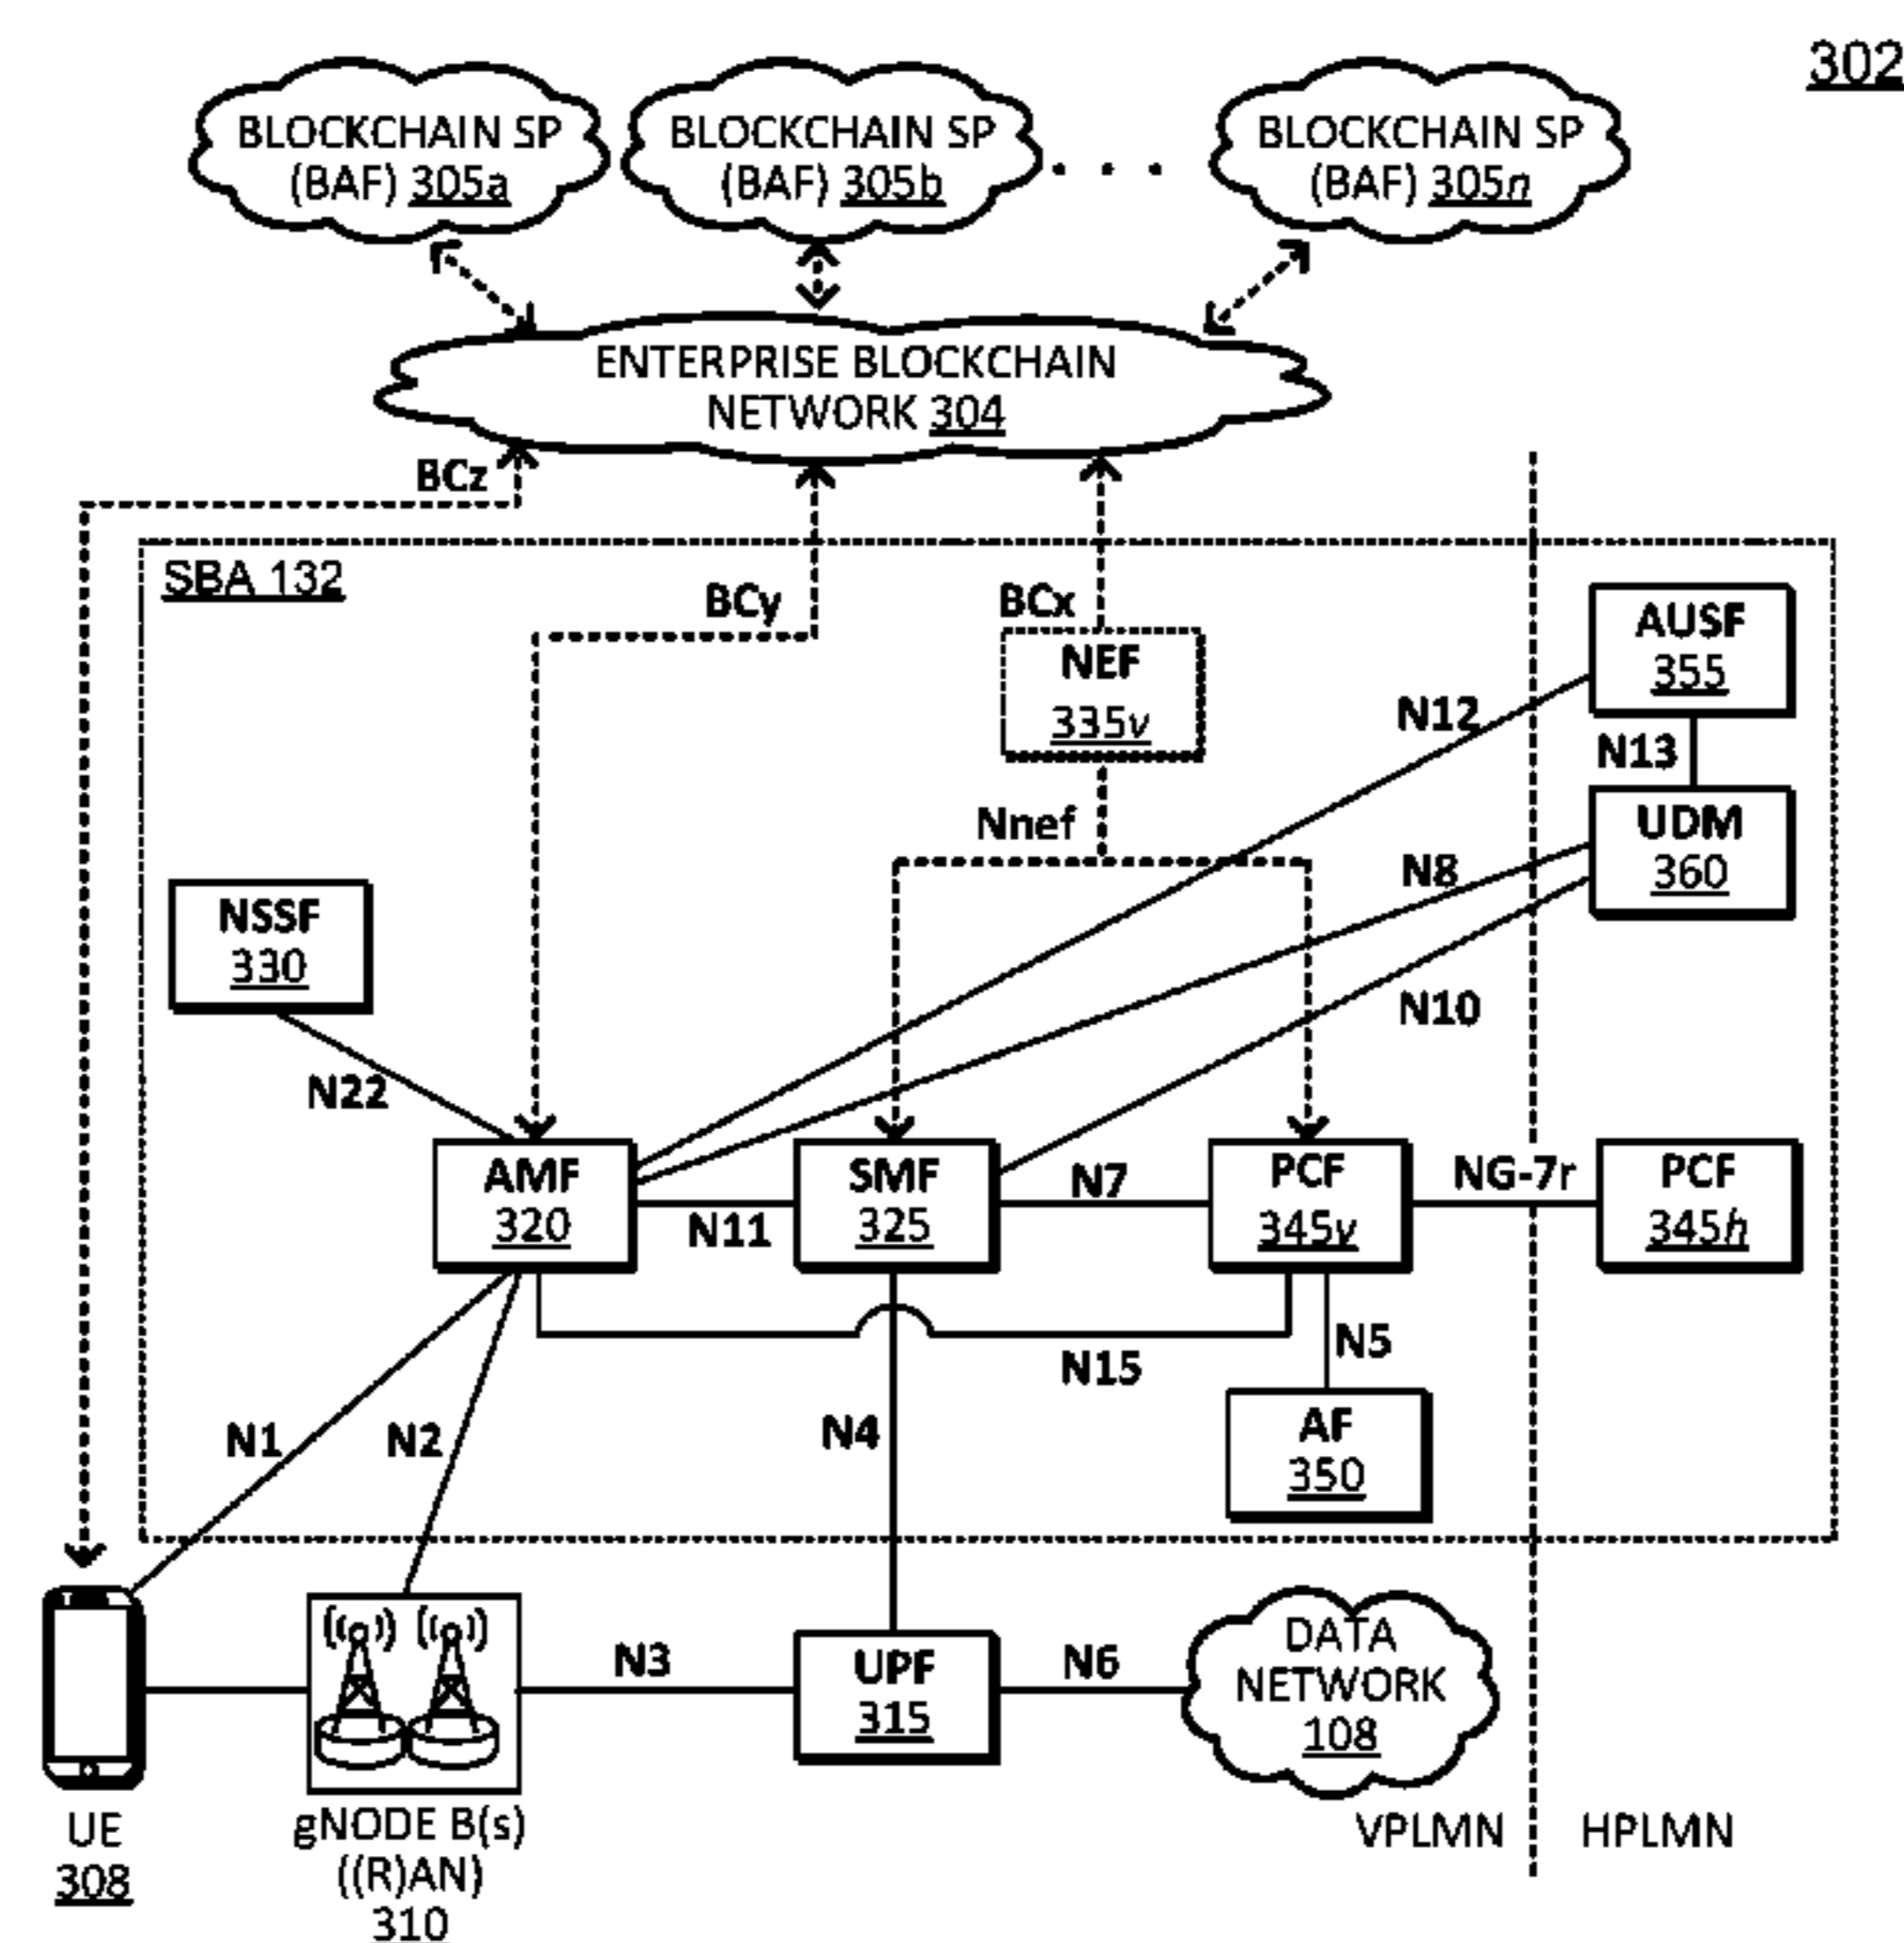 302
BLOCKCHAIN SP
(BAF) 305a
BLOCKCHAIN SP
(BAF) 305b
. . .
BLOCKCHAIN SP
(BAF) 305n
ENTERPRISE BLOCKCHAIN
NETWORK 304
BCz
SBA 132
BCy
BCx
NEF
335v
AUSF
355
N12
N13
Nnef
UDM
360
N8
NSSF
330
N10
N22
AMF
320
N11
SMF
325
N7
PCF
345v
NG-7r
PCF
345h
N15
N5
N1
N2
N4
AF
350
N3
UPF
315
N6
DATA
NETWORK
108
UE
308
gNODE B(s)
((R)AN)
310
VPLMN
HPLMN